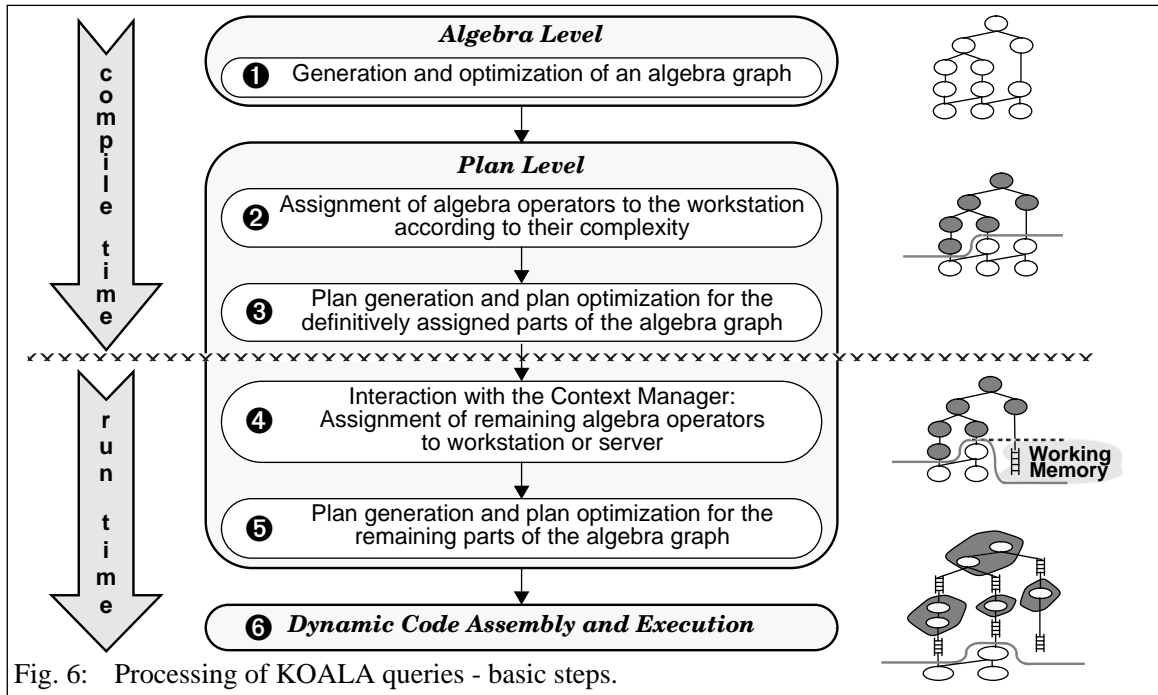 compile time
Algebra Level
❶ Generation and optimization of an algebra graph
Plan Level
❷ Assignment of algebra operators to the workstation
according to their complexity
❸ Plan generation and plan optimization for the
definitively assigned parts of the algebra graph
run time
❹ Interaction with the Context Manager:
Assignment of remaining algebra operators
to workstation or server
Working
Memory
❺ Plan generation and plan optimization for the
remaining parts of the algebra graph
❻ Dynamic Code Assembly and Execution
Fig. 6: Processing of KOALA queries - basic steps.